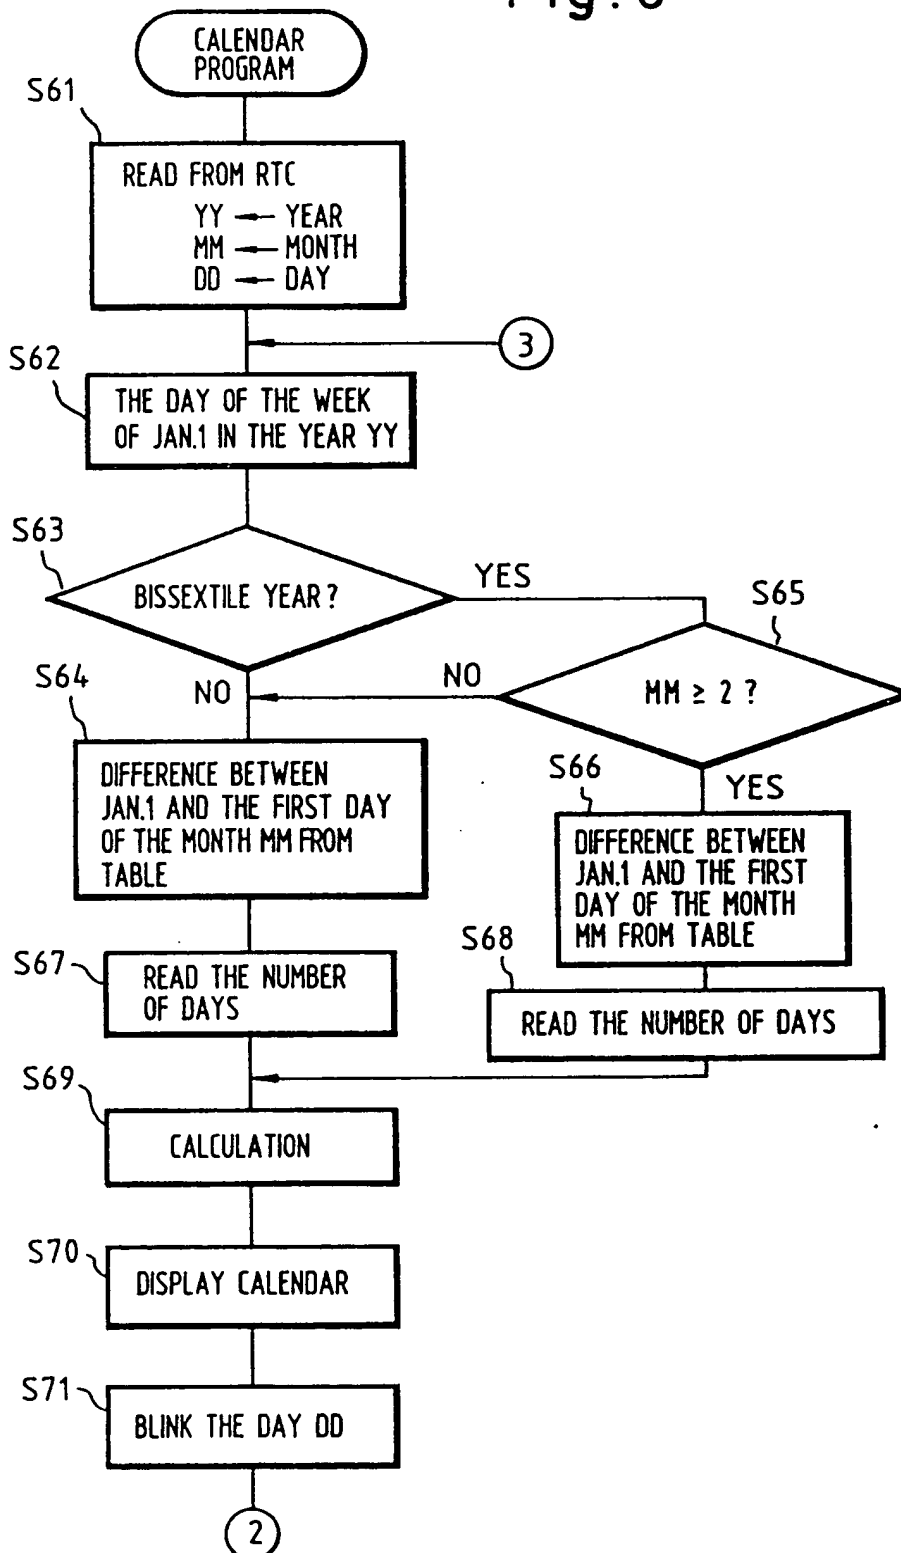 CALENDAR
PROGRAM
S61
READ FROM RTC
YY ← YEAR
MM ← MONTH
DD ← DAY
3
S62
THE DAY OF THE WEEK
OF JAN.1 IN THE YEAR YY
S63
BISSEXTILE YEAR?
YES
S65
MM ≥ 2 ?
NO
NO
YES
S64
DIFFERENCE BETWEEN
JAN.1 AND THE FIRST DAY
OF THE MONTH MM FROM
TABLE
S66
DIFFERENCE BETWEEN
JAN.1 AND THE FIRST
DAY OF THE MONTH
MM FROM TABLE
S67
READ THE NUMBER
OF DAYS
S68
READ THE NUMBER OF DAYS
S69
CALCULATION
S70
DISPLAY CALENDAR
S71
BLINK THE DAY DD
2